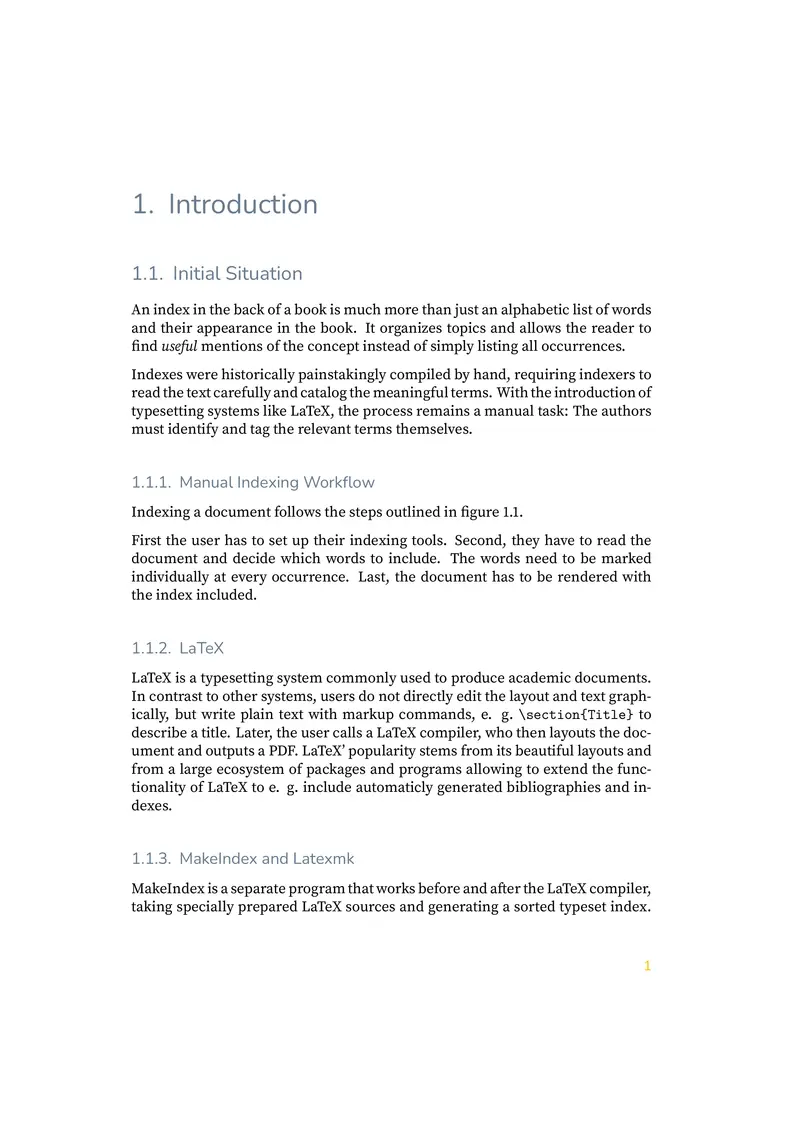 1. Introduction
1.1. Initial Situation
An index in the back of a book is much more than just an alphabetic list of words
and their appearance in the book. It organizes topics and allows the reader to
find useful mentions of the concept instead of simply listing all occurrences.
Indexes were historically painstakingly compiled by hand, requiring indexers to
read the text carefully and catalog the meaningful terms. With the introduction of
typesetting systems like LaTeX, the process remains a manual task: The authors
must identify and tag the relevant terms themselves.
1.1.1. Manual Indexing Workflow
Indexing a document follows the steps outlined in figure 1.1.
First the user has to set up their indexing tools. Second, they have to read the
document and decide which words to include. The words need to be marked
individually at every occurrence. Last, the document has to be rendered with
the index included.
1.1.2. LaTeX
LaTeX is a typesetting system commonly used to produce academic documents.
In contrast to other systems, users do not directly edit the layout and text graph-
ically, but write plain text with markup commands, e. g. \section{Title} to
describe a title. Later, the user calls a LaTeX compiler, who then layouts the doc-
ument and outputs a PDF. LaTeX’ popularity stems from its beautiful layouts and
from a large ecosystem of packages and programs allowing to extend the func-
tionality of LaTeX to e. g. include automaticly generated bibliographies and in-
dexes.
1.1.3. MakeIndex and Latexmk
MakeIndex is a separate program that works before and after the LaTeX compiler,
taking specially prepared LaTeX sources and generating a sorted typeset index.
1